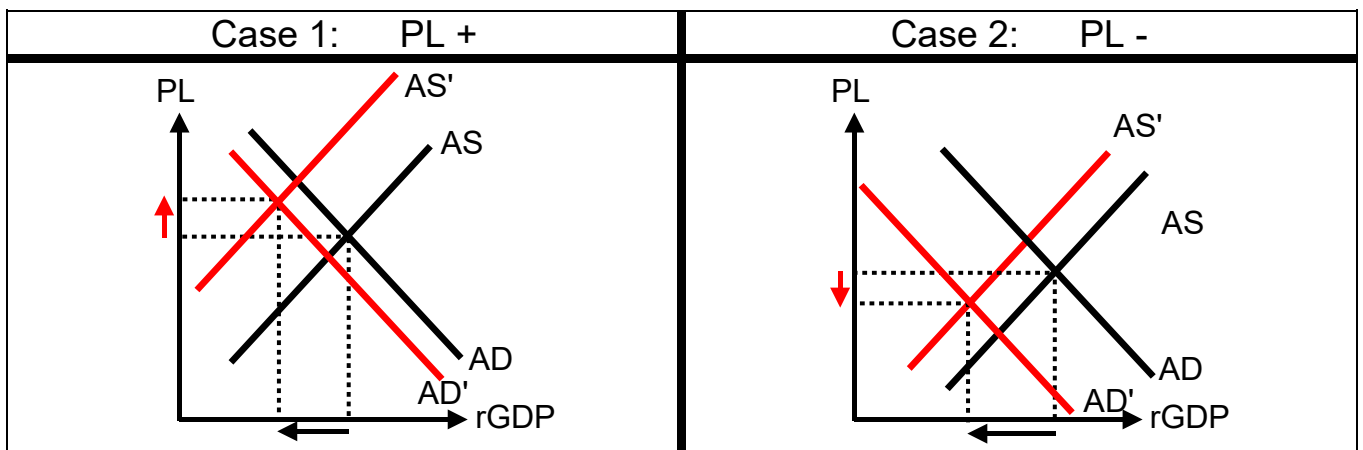 Case 1: PL +
Case 2: PL -
PL
AS'
AS
AD
AD'
rGDP
PL
AS'
AS
AD
AD'
rGDP